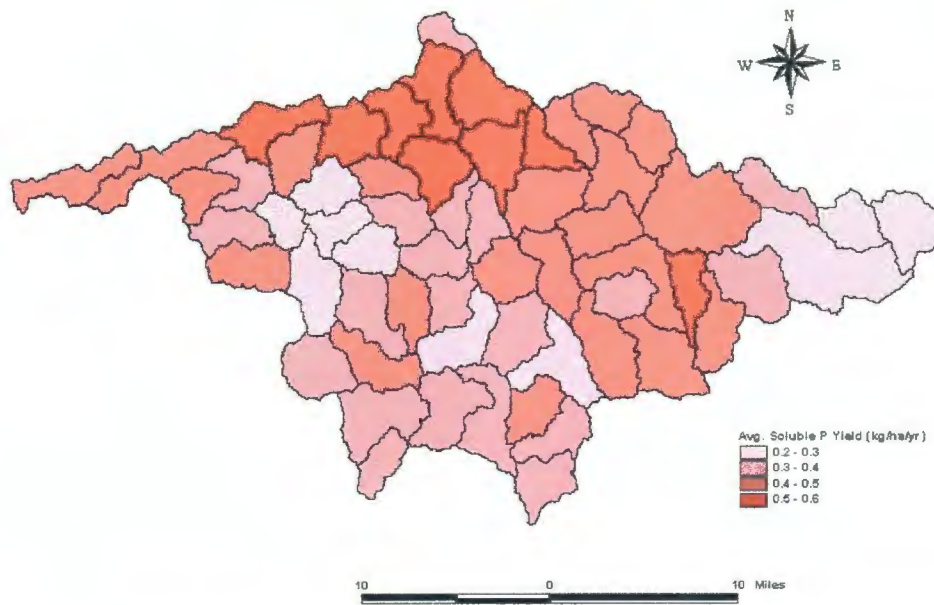 N
W E
S
Avg. Soluble P Yield (kg/ha/yr)
0.2 - 0.3
0.3 - 0.4
0.4 - 0.5
0.5 - 0.6
10 0 10 Miles